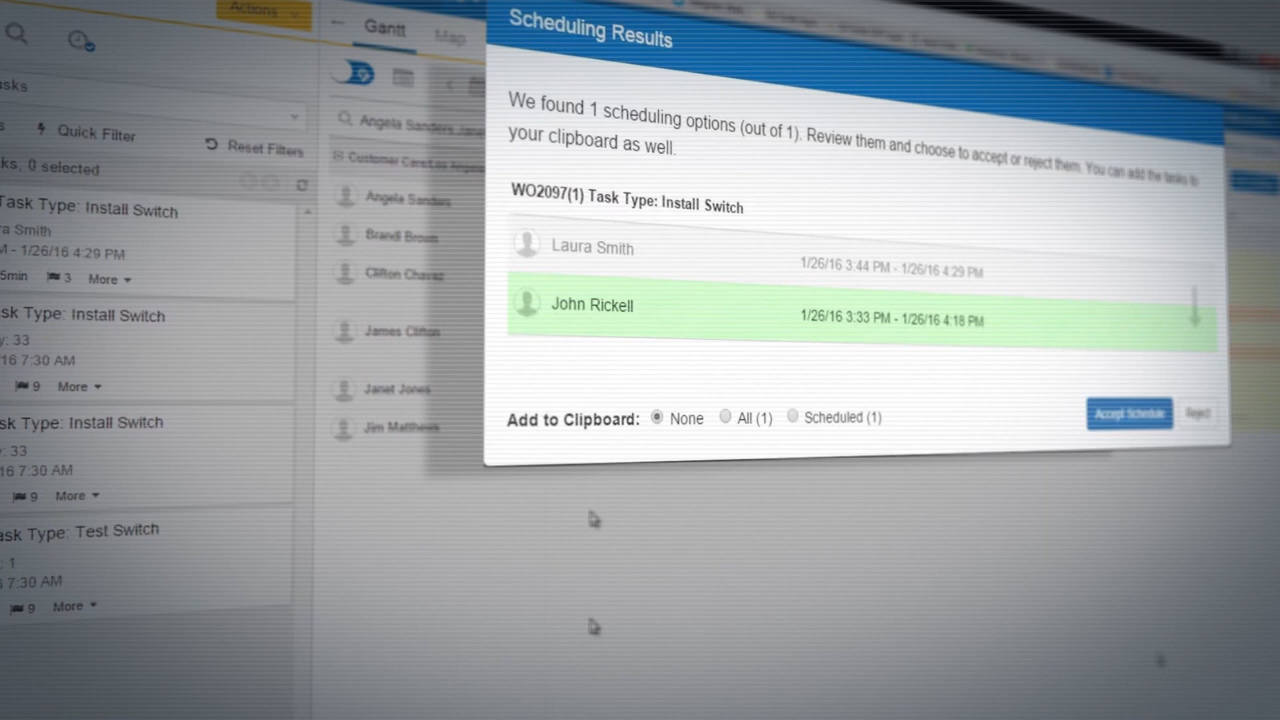 Actions
Gantt
Map
Scheduling Results
We found 1 scheduling options (out of 1). Review them and choose to accept or reject them. You can add the tasks to
your clipboard as well.
WO2097(1) Task Type: Install Switch
Laura Smith
1/26/16 3:44 PM - 1/26/16 4:29 PM
John Rickell
1/26/16 3:33 PM - 1/26/16 4:18 PM
Add to Clipboard:
None
All (1)
Scheduled (1)
Accept Schedule
Reject
asks
s
Quick Filter
Reset Filters
ks, 0 selected
Task Type: Install Switch
ra Smith
M - 1/26/16 4:29 PM
5min
3
More
sk Type: Install Switch
y: 33
/16 7:30 AM
9
More
sk Type: Install Switch
: 33
16 7:30 AM
9
More
ask Type: Test Switch
: 1
6 7:30 AM
9
More
Angela Sanders
Customer Care
Angela Sanders
Brandi Brown
Clifton Chavez
James Clifton
Janet Jones
Jim Matthews